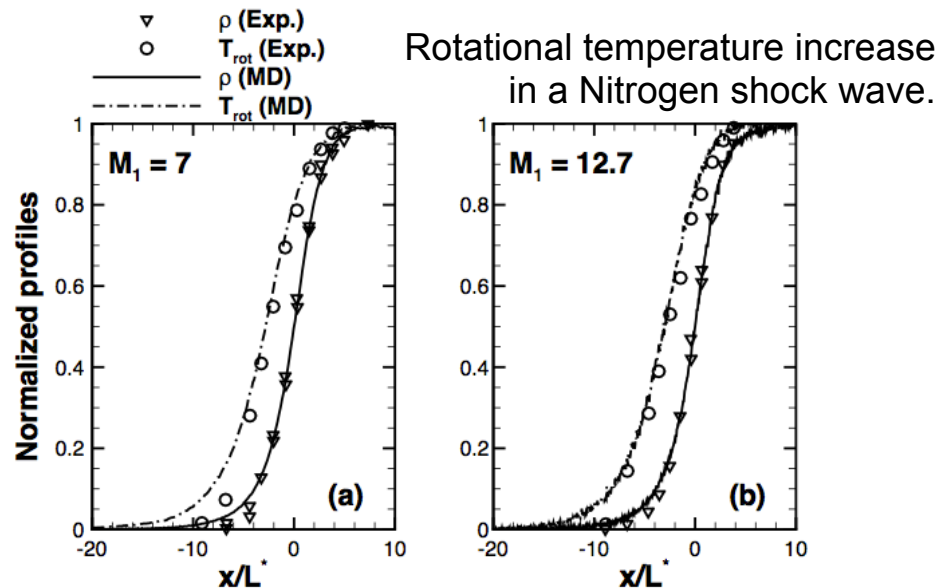 ρ (Exp.)
T_rot (Exp.)
ρ (MD)
T_rot (MD)
Rotational temperature increase
in a Nitrogen shock wave.
Normalized profiles
M_1 = 7
1
0.8
0.6
0.4
0.2
0
(a)
-20
-10
0
10
x/L^*
M_1 = 12.7
1
0.8
0.6
0.4
0.2
0
(b)
-20
-10
0
10
x/L^*